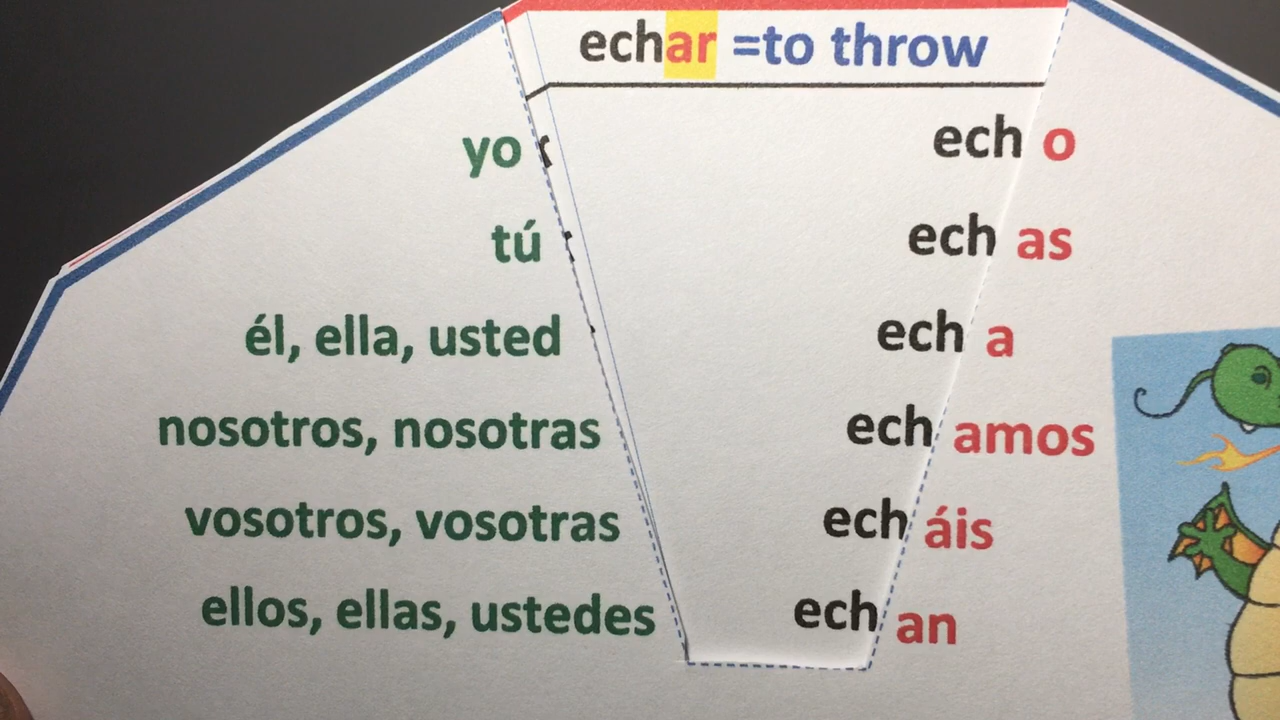 echar =to throw
yo ech o
tú ech as
él, ella, usted ech a
nosotros, nosotras ech amos
vosotros, vosotras ech áis
ellos, ellas, ustedes ech an